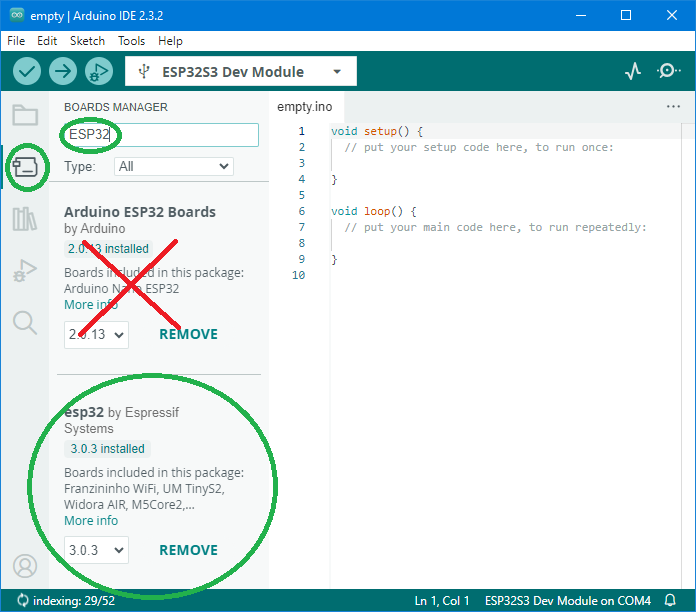 empty | Arduino IDE 2.3.2
File Edit Sketch Tools Help
ESP32S3 Dev Module
BOARDS MANAGER
ESP32
Type: All
Arduino ESP32 Boards
by Arduino
2.0.13 installed
Boards included in this package:
Arduino Nano ESP32
More info
2.0.13 REMOVE
esp32 by Espressif
Systems
3.0.3 installed
Boards included in this package:
Franzininho WiFi, UM TinyS2,
Widora AIR, M5Core2,...
More info
3.0.3 REMOVE
empty.ino
1 void setup() {
2 // put your setup code here, to run once:
3
4 }
5
6 void loop() {
7 // put your main code here, to run repeatedly:
8
9 }
10
indexing: 29/52
Ln 1, Col 1 ESP32S3 Dev Module on COM4